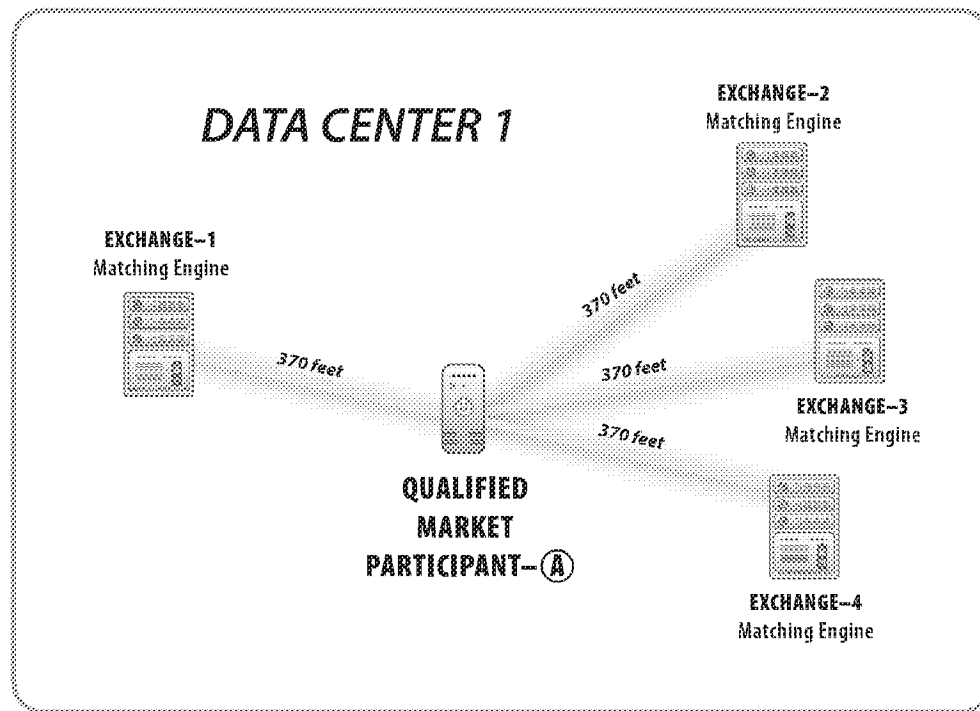 DATA CENTER 1
EXCHANGE–2
Matching Engine
EXCHANGE–1
Matching Engine
370 feet
370 feet
370 feet
370 feet
EXCHANGE–3
Matching Engine
QUALIFIED
MARKET
PARTICIPANT–Ⓐ
EXCHANGE–4
Matching Engine